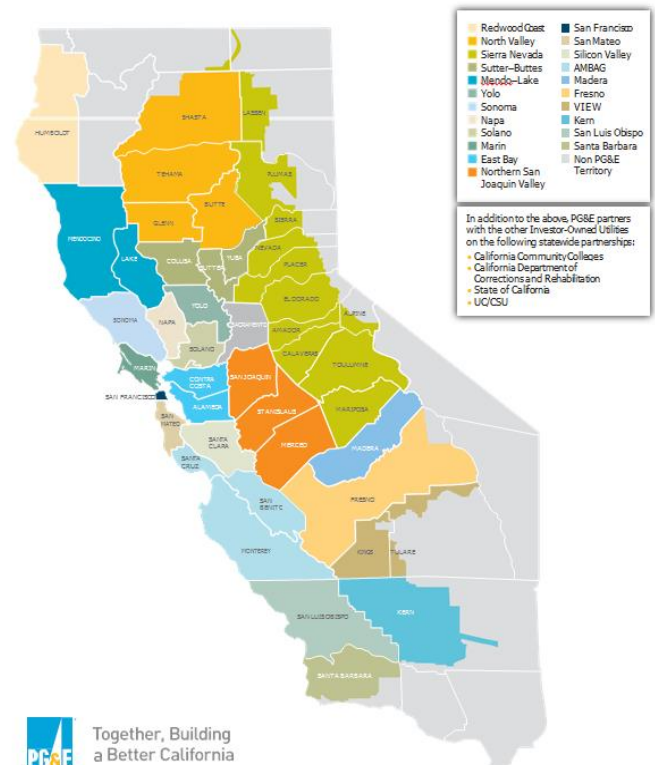 Redwood Coast
North Valley
Sierra Nevada
Sutter–Buttes
Mendo–Lake
Yolo
Sonoma
Napa
Solano
Marin
East Bay
Northern San
Joaquin Valley
San Francisco
San Mateo
Silicon Valley
AMBAG
Madera
Fresno
VIEW
Kern
San Luis Obispo
Santa Barbara
Non PG&E
Territory
In addition to the above, PG&E partners
with the other Investor-Owned Utilities
on the following statewide partnerships:
• California Community Colleges
• California Department of
Corrections and Rehabilitation
• State of California
• UC/CSU
HUMBOLDT
SHASTA
LASSEN
TEHAMA
PLUMAS
BUTTE
GLENN
SIERRA
MENDOCINO
LAKE
COLUSA
SUTTER
YUBA
NEVADA
PLACER
EL DORADO
ALPINE
SONOMA
NAPA
YOLO
SACRAMENTO
AMADOR
SOLANO
CALAVERAS
TOULUMNE
MARIN
CONTRA
COSTA
SAN JOAQUIN
SAN FRANCISCO
ALAMEDA
STANISLAUS
MARIPOSA
SAN
MATEO
SANTA
CLARA
MERCED
MADERA
SANTA
CRUZ
SAN
BENITO
FRESNO
MONTEREY
KINGS
TULARE
SAN LUIS OBISPO
KERN
SANTA BARBARA
PG&E
Together, Building
a Better California